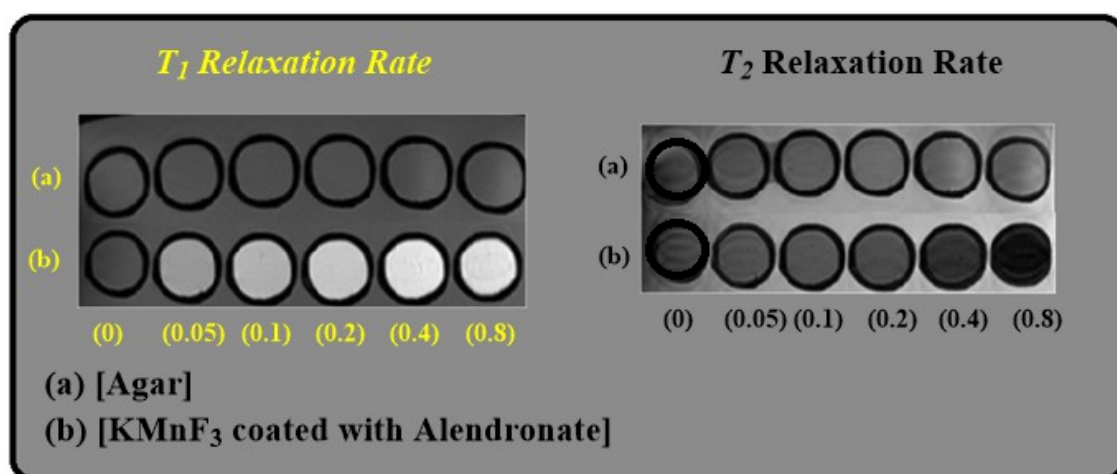 T₁ Relaxation Rate
T₂ Relaxation Rate
(a)
(b)
(0) (0.05) (0.1) (0.2) (0.4) (0.8)
(a)
(b)
(0) (0.05) (0.1) (0.2) (0.4) (0.8)
(a) [Agar]
(b) [KMnF₃ coated with Alendronate]